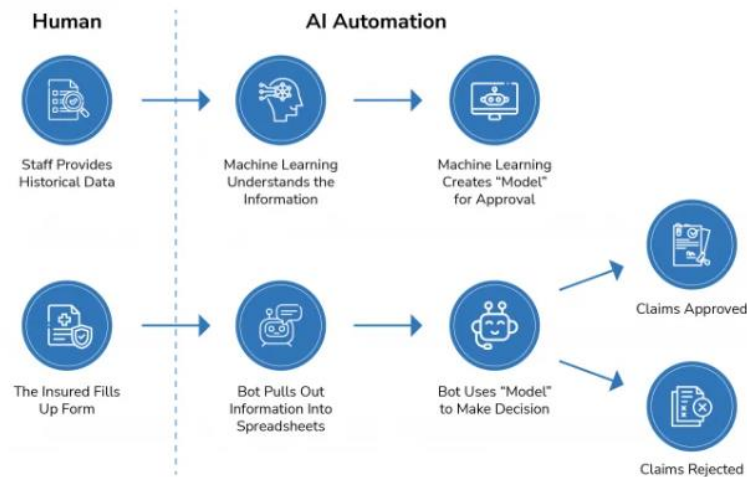 Human
AI Automation
Staff Provides
Historical Data
Machine Learning
Understands the
Information
Machine Learning
Creates "Model"
for Approval
The Insured Fills
Up Form
Bot Pulls Out
Information Into
Spreadsheets
Bot Uses "Model"
to Make Decision
Claims Approved
Claims Rejected